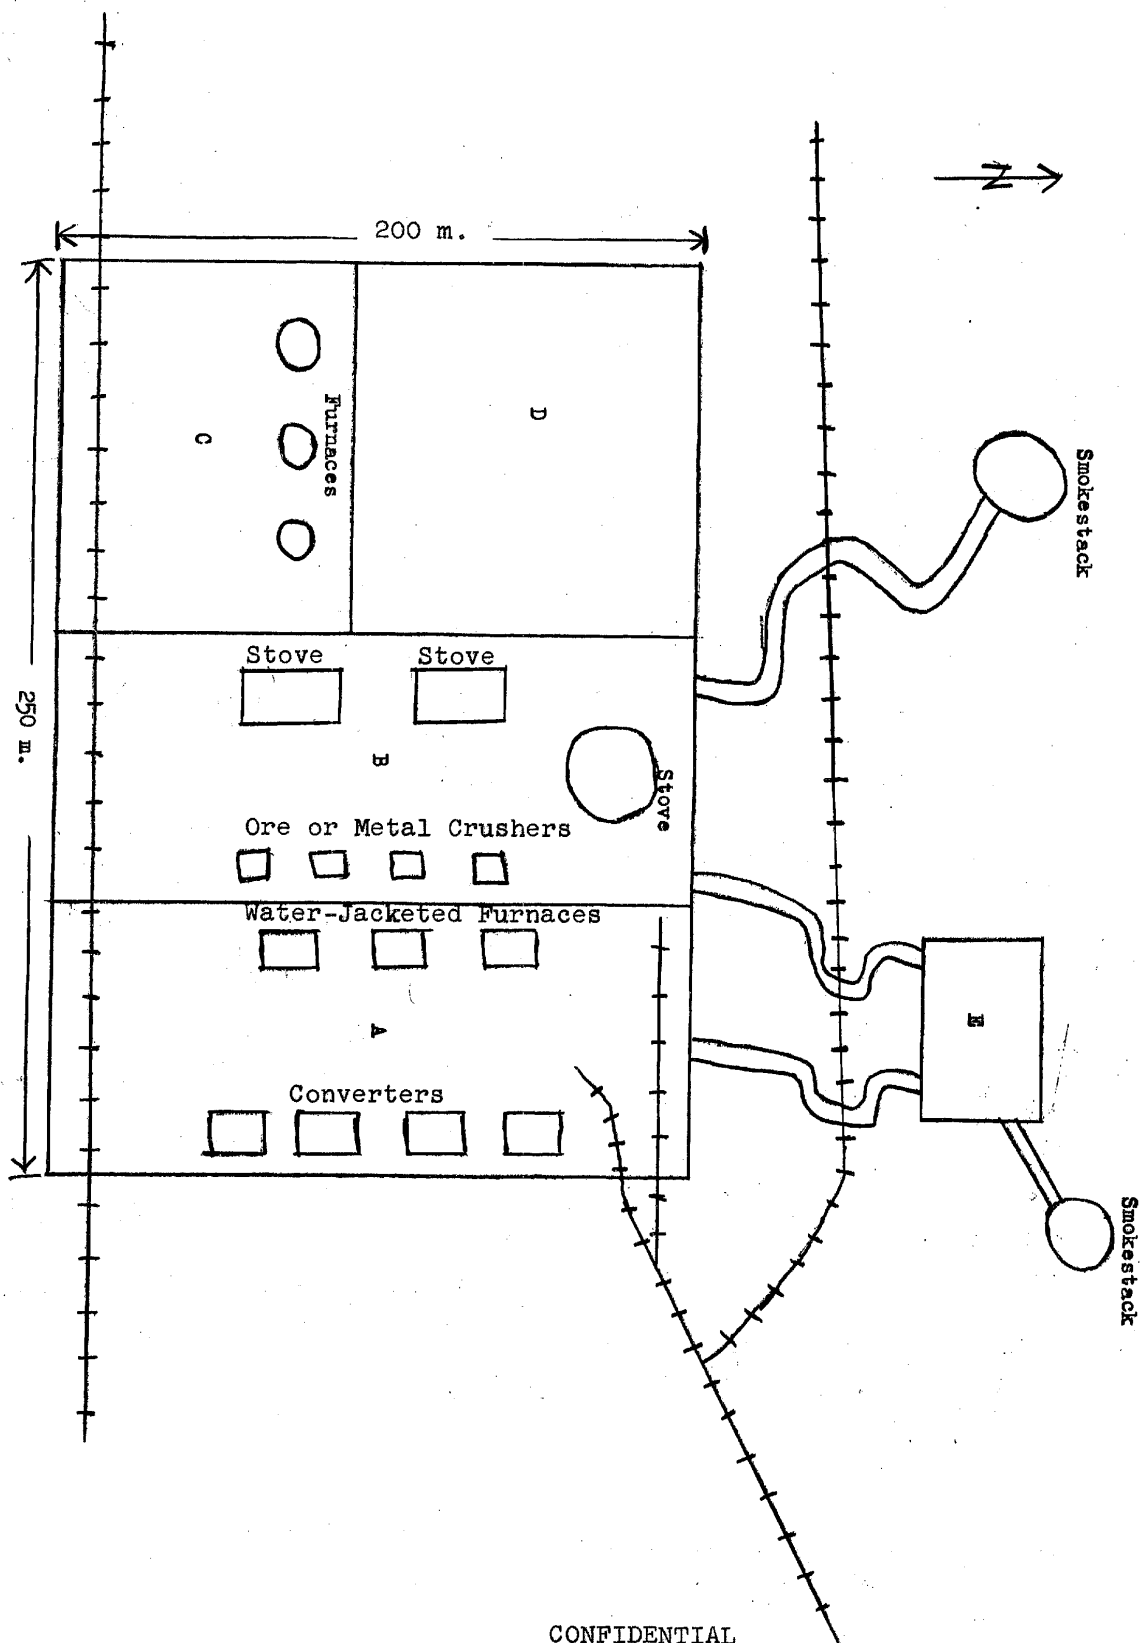 N
200 m.
Smokestack
D
Furnaces
C
Stove
Stove
250 m.
B
Stove
Ore or Metal Crushers
Water-Jacketed Furnaces
E
A
Converters
Smokestack
CONFIDENTIAL